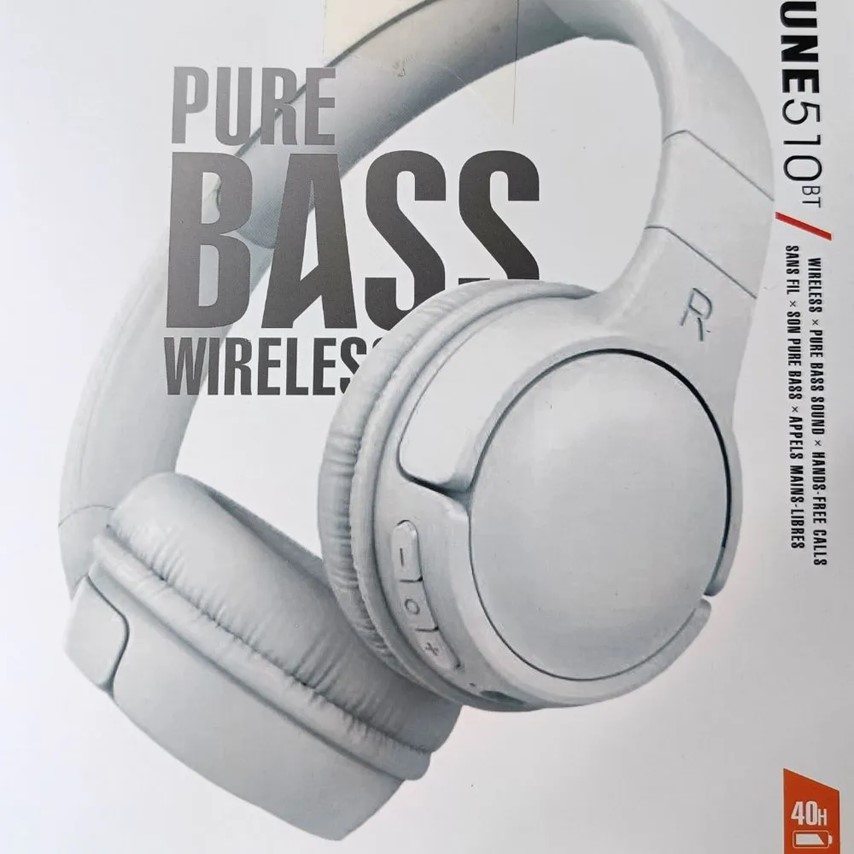 PURE
BASS
WIRELESS
UNE510BT
WIRELESS × PURE BASS SOUND × HANDS-FREE CALLS
SANS FIL × SON PURE BASS × APPELS MAINS-LIBRES
R
- ○ +
40H